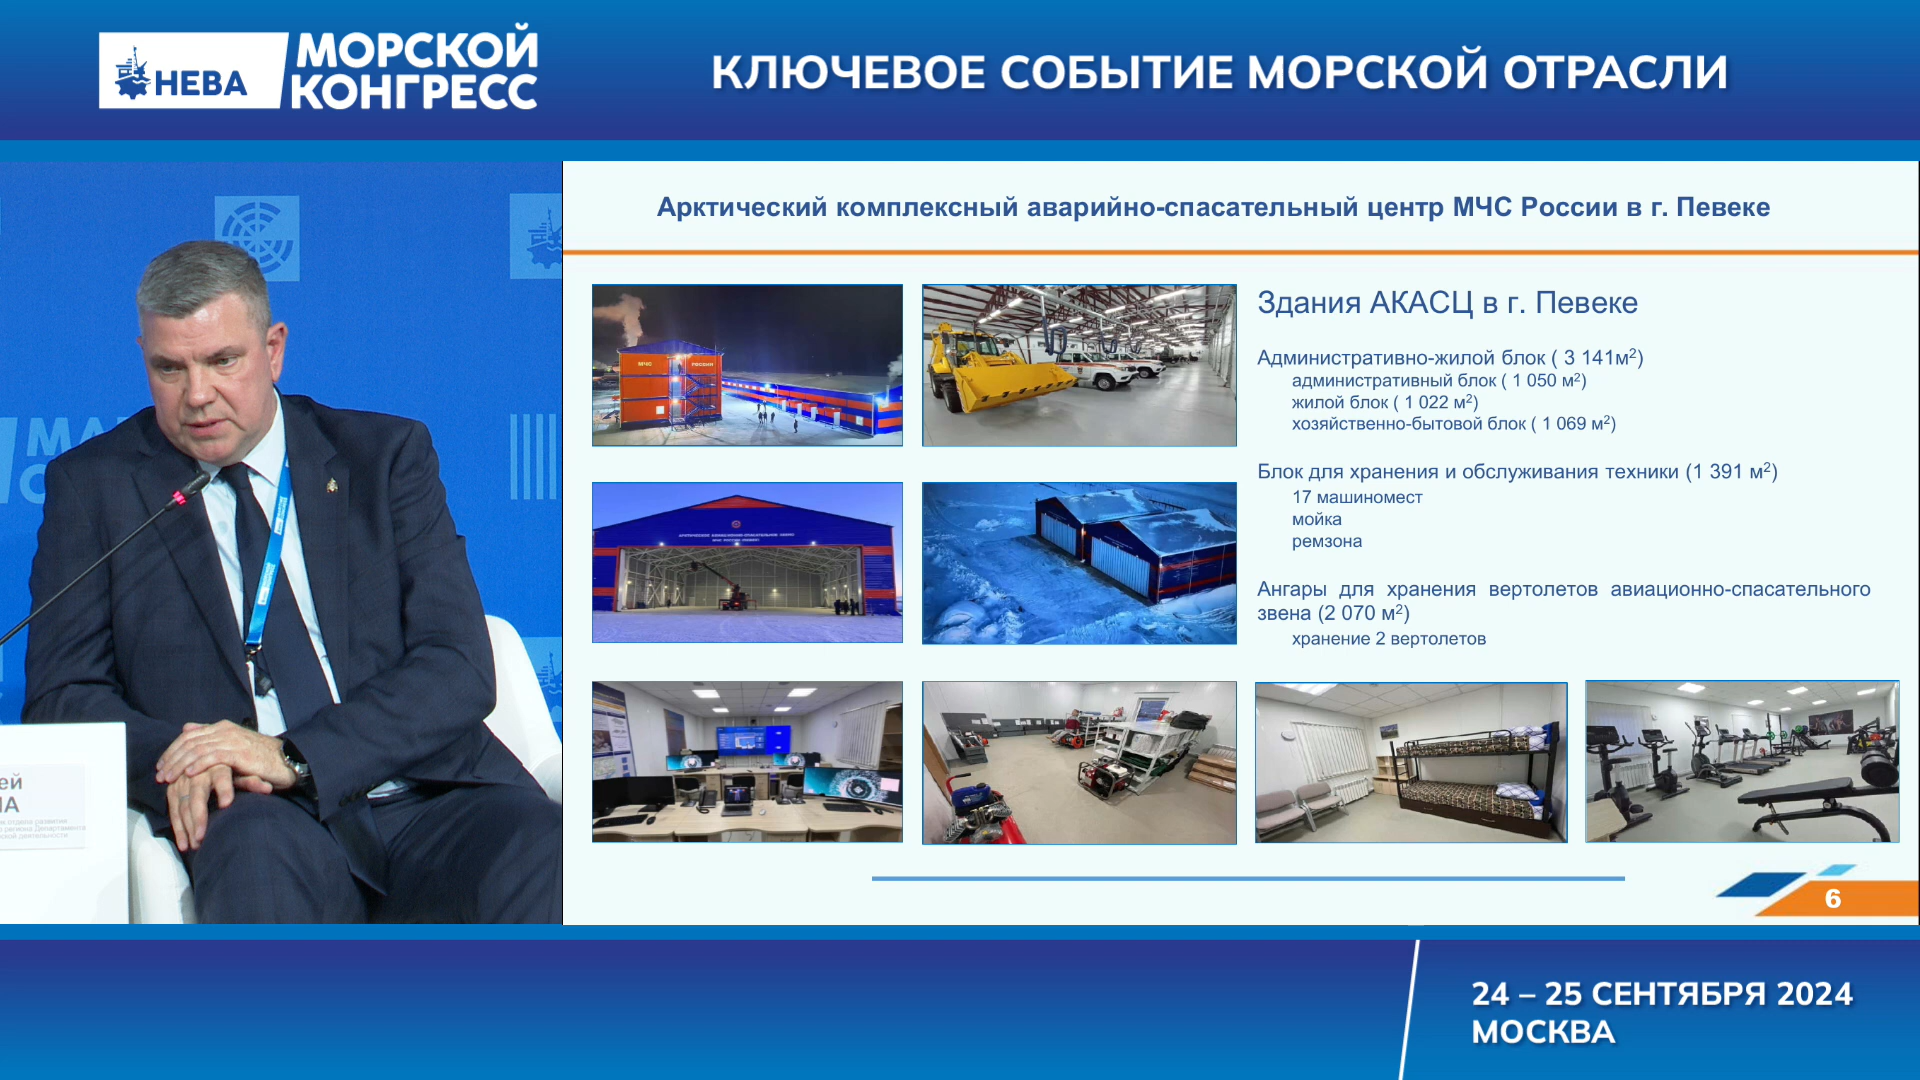 НЕВА
МОРСКОЙ
КОНГРЕСС
КЛЮЧЕВОЕ СОБЫТИЕ МОРСКОЙ ОТРАСЛИ
Арктический комплексный аварийно-спасательный центр МЧС России в г. Певеке
МЧС РОССИИ
Здания АКАСЦ в г. Певеке
Административно-жилой блок ( 3 141м²)
административный блок ( 1 050 м²)
жилой блок ( 1 022 м²)
хозяйственно-бытовой блок ( 1 069 м²)
Блок для хранения и обслуживания техники (1 391 м²)
17 машиномест
мойка
ремзона
Ангары для хранения вертолетов авиационно-спасательного
звена (2 070 м²)
хранение 2 вертолетов
6
24 – 25 СЕНТЯБРЯ 2024
МОСКВА